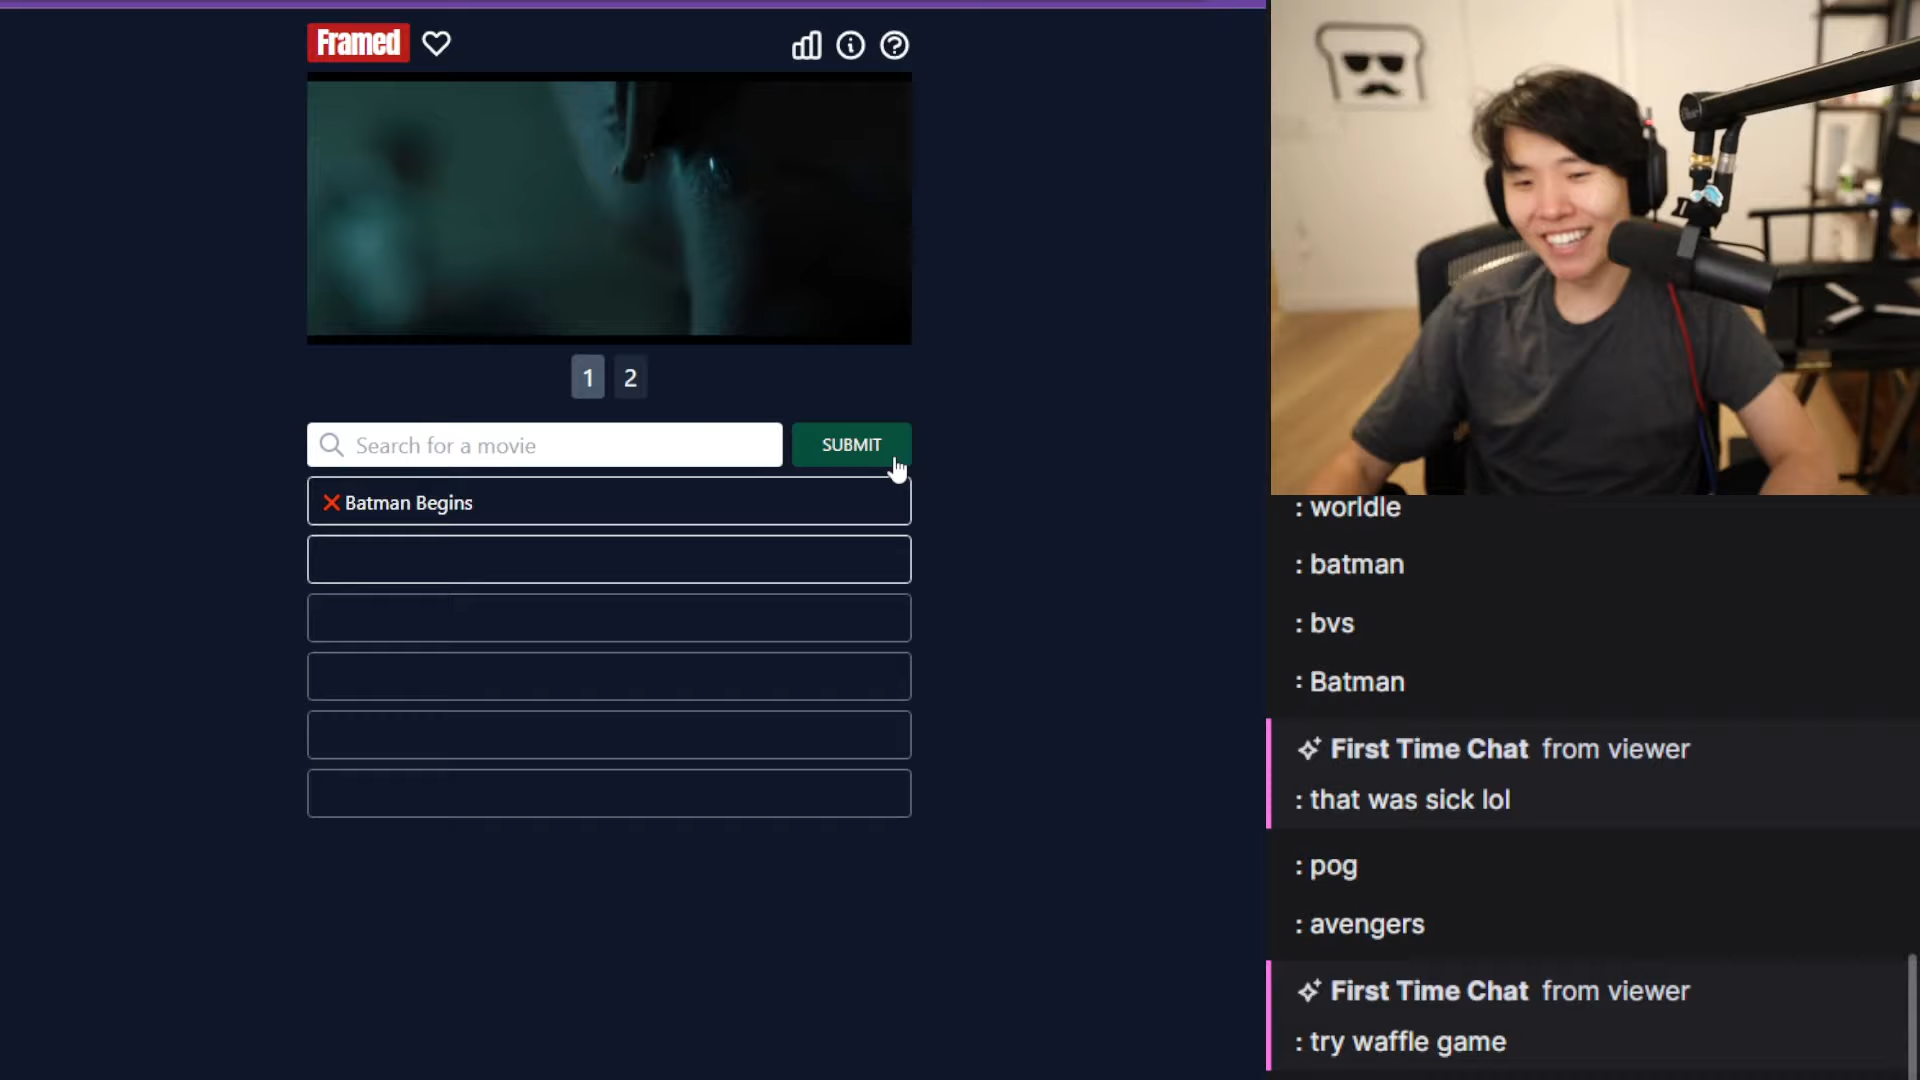 Framed
1 2
Search for a movie
SUBMIT
Batman Begins
: worldle
: batman
: bvs
: Batman
First Time Chat from viewer
: that was sick lol
: pog
: avengers
First Time Chat from viewer
: try waffle game